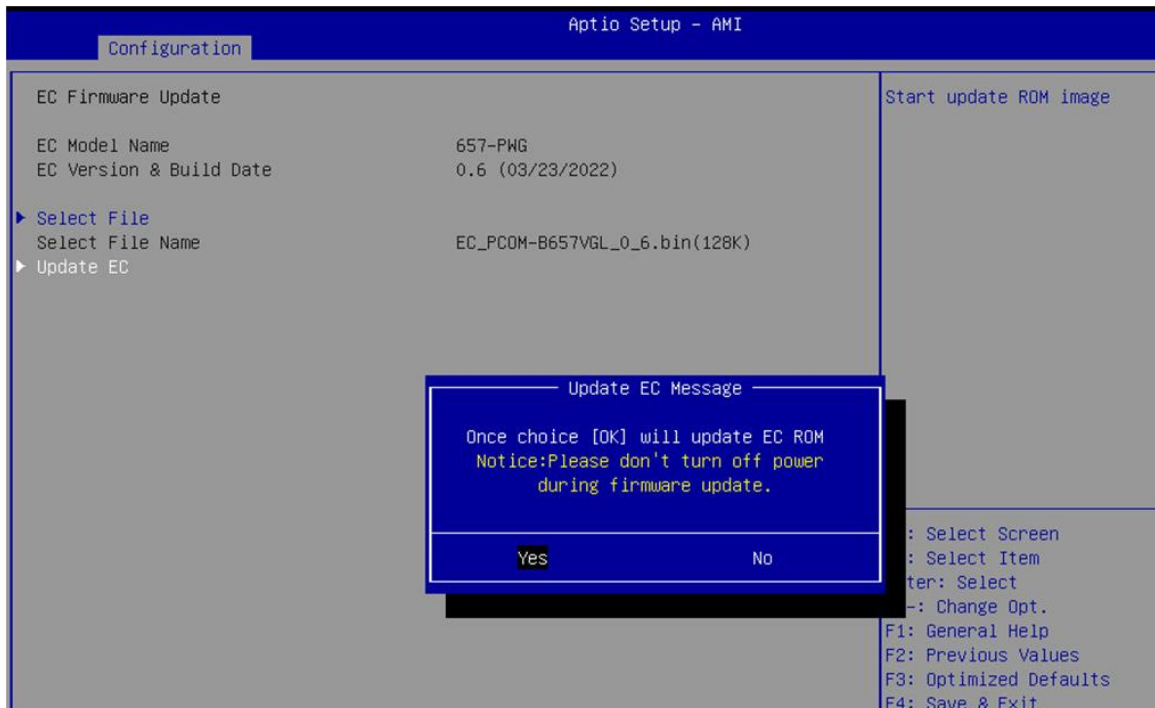 Aptio Setup – AMI
Configuration
EC Firmware Update
EC Model Name 657-PWG
EC Version & Build Date 0.6 (03/23/2022)
Select File
Select File Name EC_PCOM-B657VGL_0_6.bin(128K)
Update EC
Start update ROM image
Update EC Message
Once choice [OK] will update EC ROM
Notice:Please don't turn off power
during firmware update.
Yes No
: Select Screen
: Select Item
ter: Select
-: Change Opt.
F1: General Help
F2: Previous Values
F3: Optimized Defaults
F4: Save & Exit